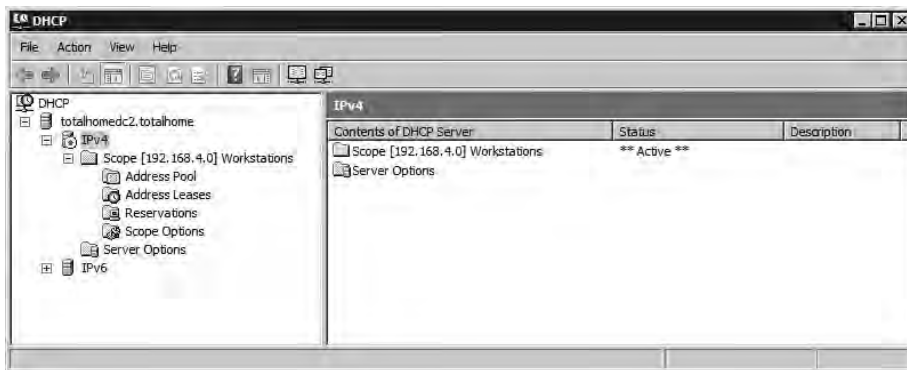 DHCP
File Action View Help
DHCP
totalhomedc2.totalhome
IPv4
Scope [192.168.4.0] Workstations
Address Pool
Address Leases
Reservations
Scope Options
Server Options
IPv6
IPv4
Contents of DHCP Server Status Description
Scope [192.168.4.0] Workstations ** Active **
Server Options